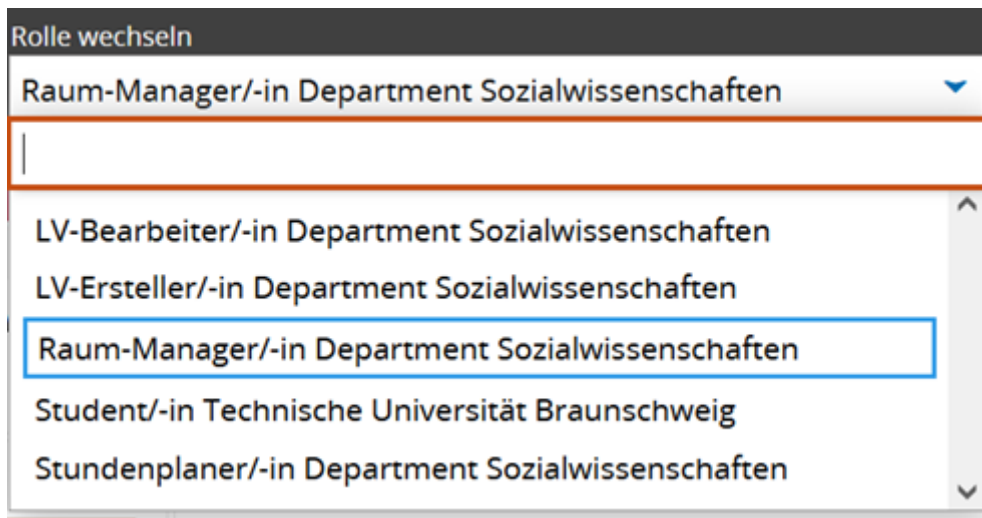 Rolle wechseln
Raum-Manager/-in Department Sozialwissenschaften
LV-Bearbeiter/-in Department Sozialwissenschaften
LV-Ersteller/-in Department Sozialwissenschaften
Raum-Manager/-in Department Sozialwissenschaften
Student/-in Technische Universität Braunschweig
Stundenplaner/-in Department Sozialwissenschaften